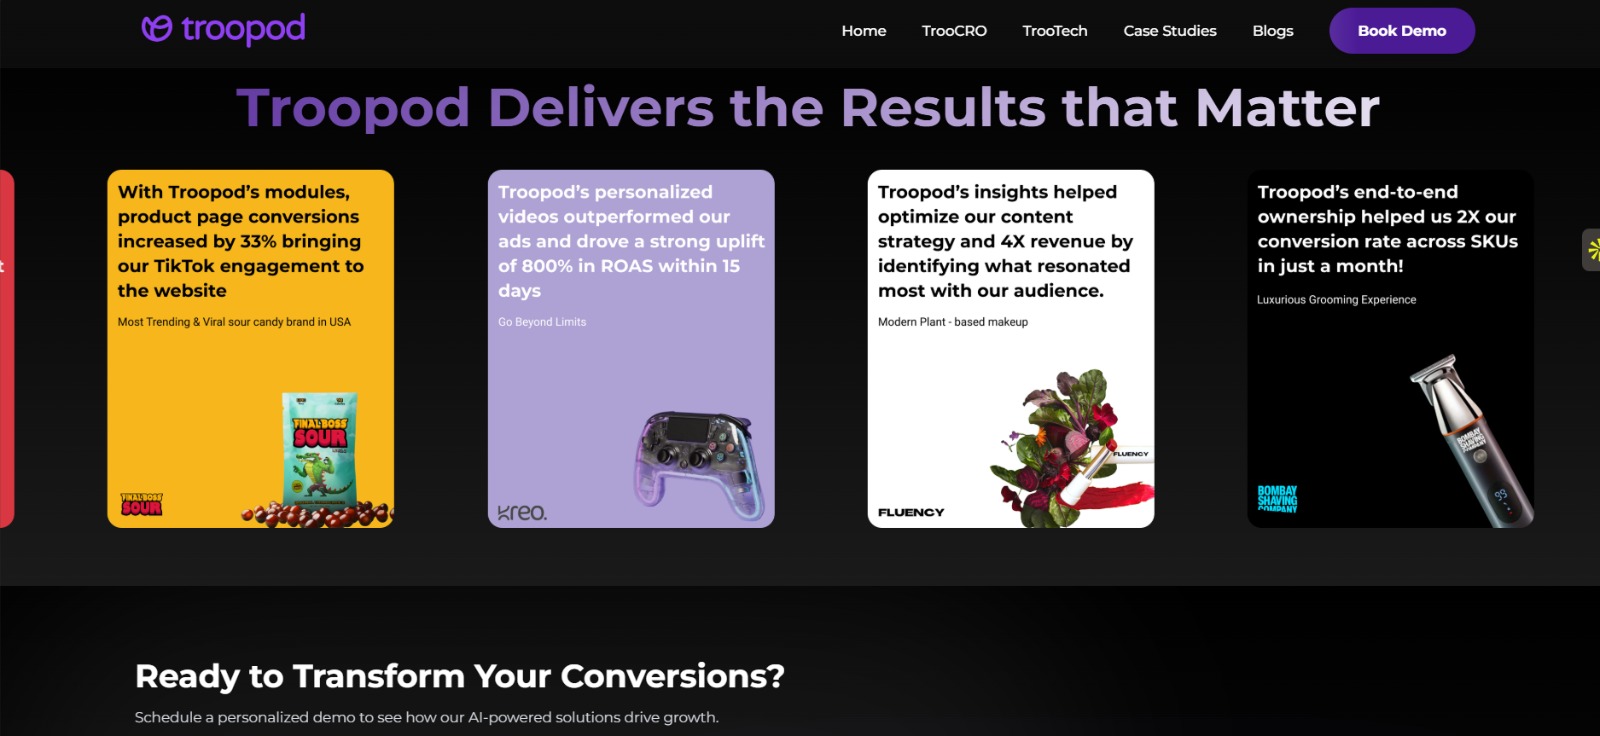 troopod
Home
TrooCRO
TrooTech
Case Studies
Blogs
Book Demo
Troopod Delivers the Results that Matter
t
With Troopod's modules,
product page conversions
increased by 33% bringing
our TikTok engagement to
the website
Most Trending & Viral sour candy brand in USA
FINAL BOSS
SOUR
FINAL BOSS
SOUR
Troopod's personalized
videos outperformed our
ads and drove a strong uplift
of 800% in ROAS within 15
days
Go Beyond Limits
kreo.
Troopod's insights helped
optimize our content
strategy and 4X revenue by
identifying what resonated
most with our audience.
Modern Plant - based makeup
FLUENCY
FLUENCY
Troopod's end-to-end
ownership helped us 2X our
conversion rate across SKUs
in just a month!
Luxurious Grooming Experience
BOMBAY
SHAVING
COMPANY
99
BOMBAY
SHAVING
COMPANY
Ready to Transform Your Conversions?
Schedule a personalized demo to see how our AI-powered solutions drive growth.